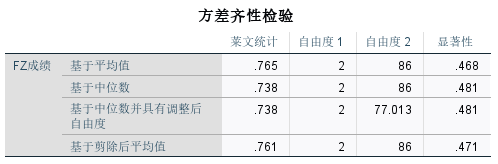 方差齐性检验
莱文统计 自由度 1 自由度 2 显著性
FZ成绩 基于平均值 .765 2 86 .468
基于中位数 .738 2 86 .481
基于中位数并具有调整后 .738 2 77.013 .481
自由度
基于剪除后平均值 .761 2 86 .471